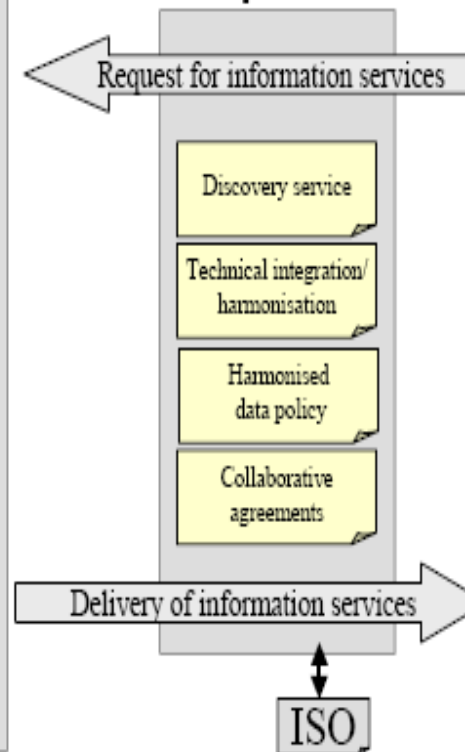 Request for information services
Discovery service
Technical integration/
harmonisation
Harmonised
data policy
Collaborative
agreements
Delivery of information services
ISO